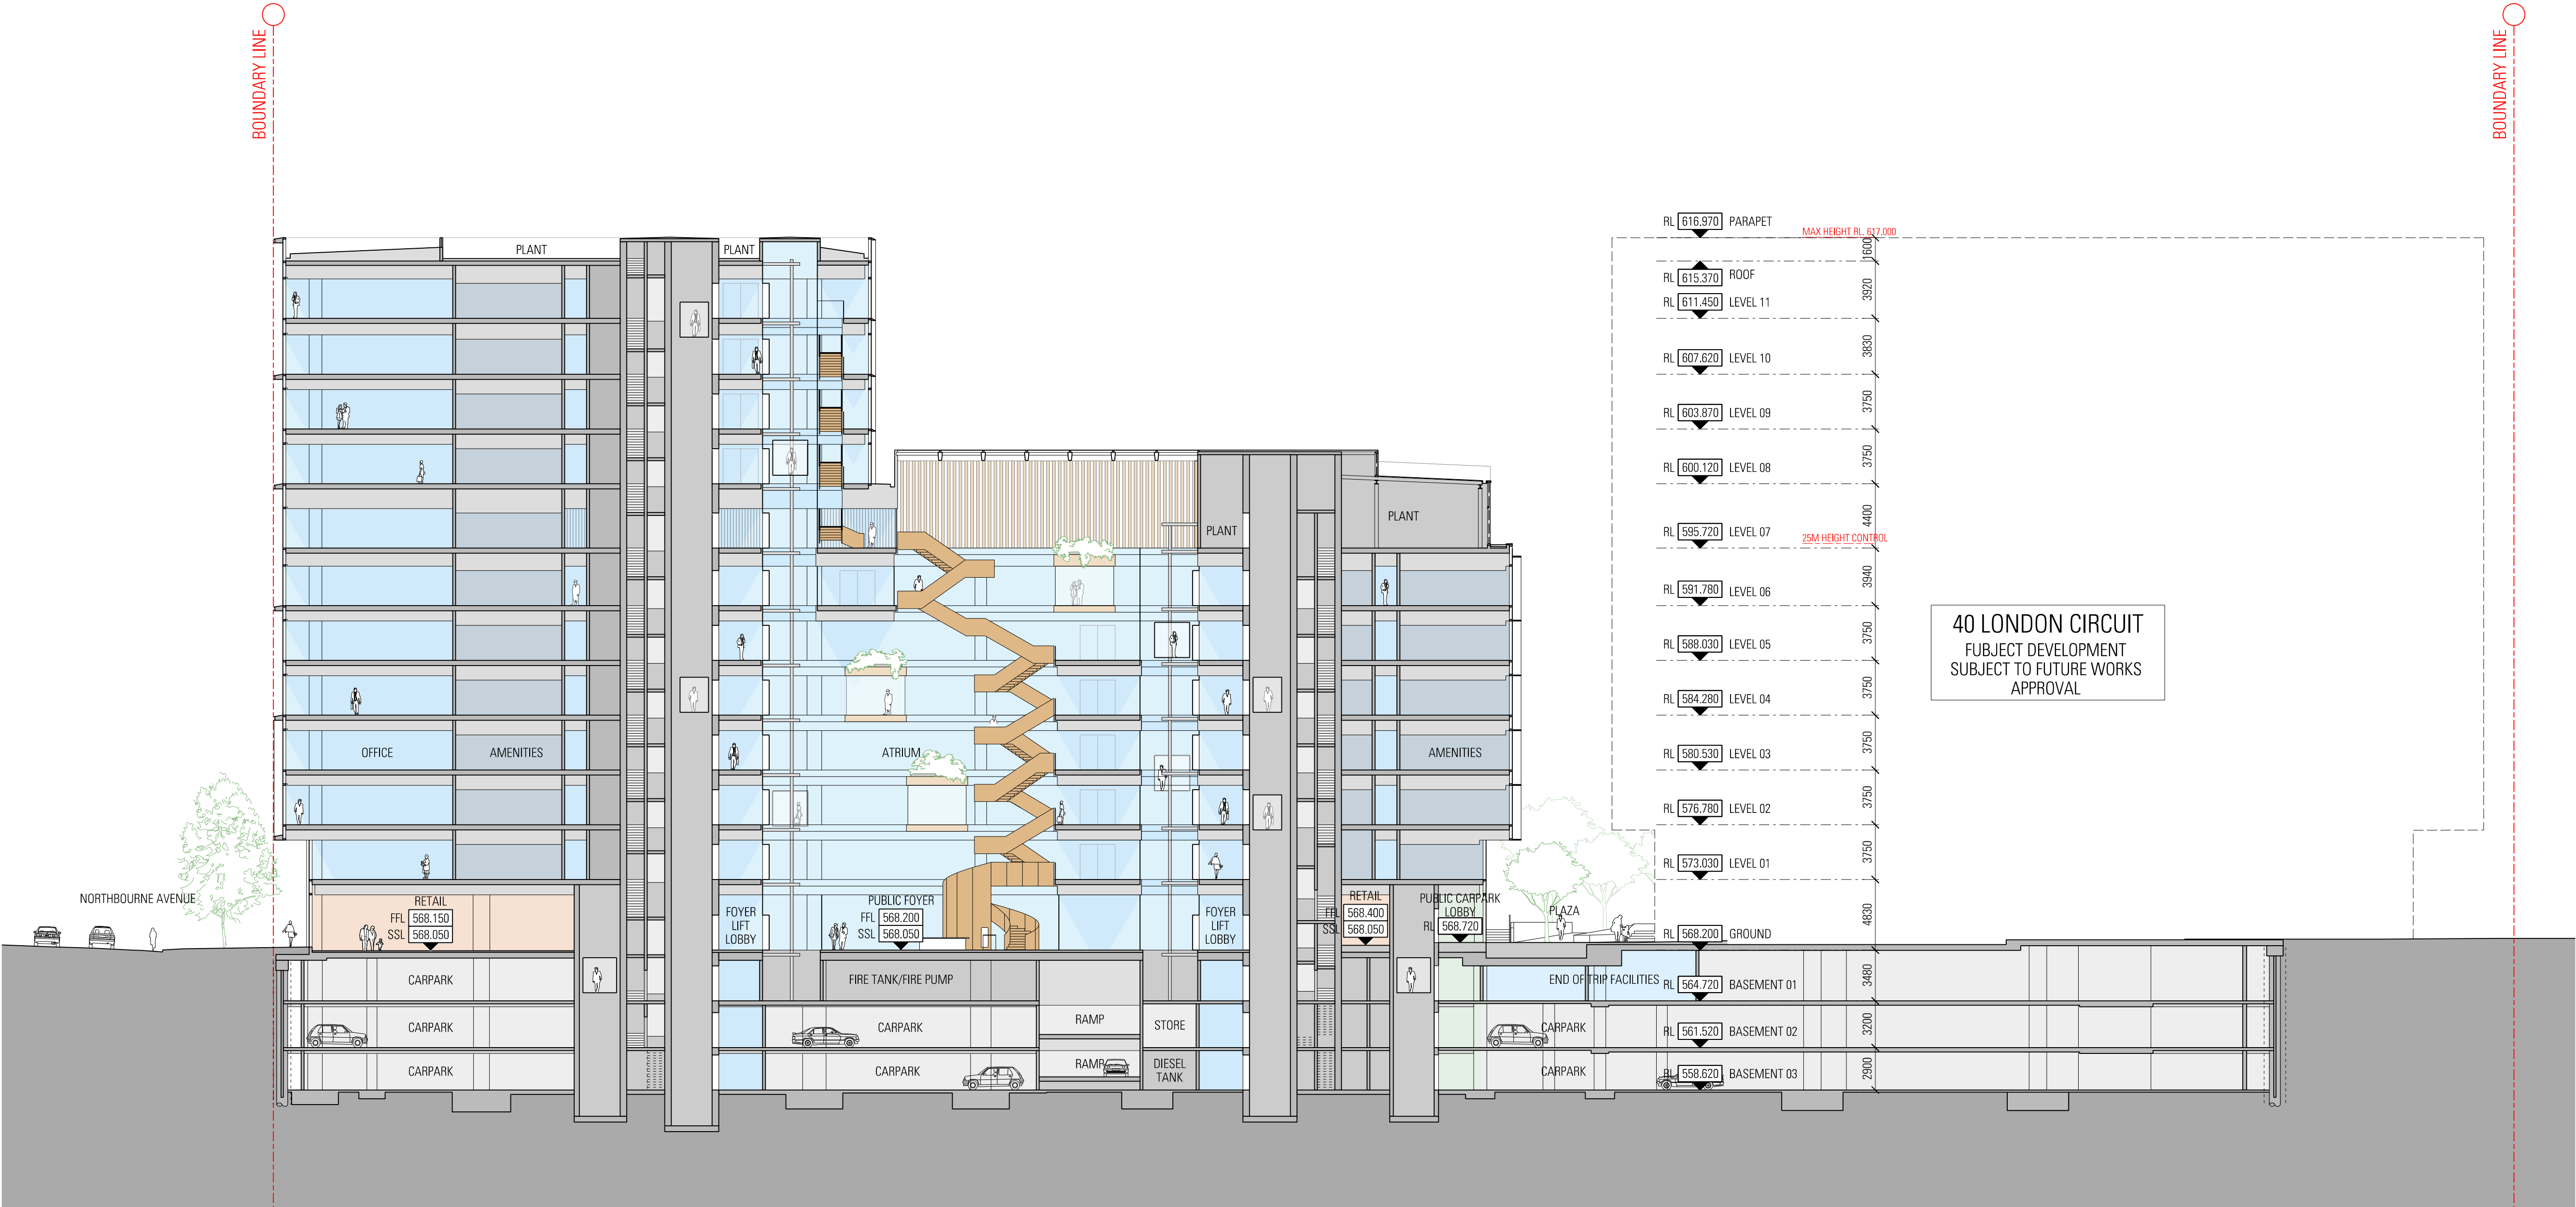 BOUNDARY LINE
BOUNDARY LINE
RL 616.970 PARAPET
MAX HEIGHT RL. 617.000
1600
PLANT
PLANT
RL 615.370 ROOF
3920
RL 611.450 LEVEL 11
3830
RL 607.620 LEVEL 10
3750
RL 603.870 LEVEL 09
3750
RL 600.120 LEVEL 08
4400
PLANT
PLANT
RL 595.720 LEVEL 07
25M HEIGHT CONTROL
3940
RL 591.780 LEVEL 06
3750
40 LONDON CIRCUIT
FUBJECT DEVELOPMENT
SUBJECT TO FUTURE WORKS
APPROVAL
RL 588.030 LEVEL 05
3750
RL 584.280 LEVEL 04
3750
OFFICE
AMENITIES
ATRIUM
AMENITIES
RL 580.530 LEVEL 03
3750
RL 576.780 LEVEL 02
3750
RL 573.030 LEVEL 01
4830
NORTHBOURNE AVENUE
RETAIL
FFL 568.150
SSL 568.050
FOYER
LIFT
LOBBY
PUBLIC FOYER
FFL 568.200
SSL 568.050
FOYER
LIFT
LOBBY
RETAIL
FFL 568.400
SSL 568.050
PUBLIC CARPARK
LOBBY
RL 568.720
PLAZA
RL 568.200 GROUND
3480
CARPARK
FIRE TANK/FIRE PUMP
END OF TRIP FACILITIES
RL 564.720 BASEMENT 01
3200
CARPARK
CARPARK
RAMP
STORE
CARPARK
RL 561.520 BASEMENT 02
2900
CARPARK
CARPARK
RAMP
DIESEL
TANK
CARPARK
RL 558.620 BASEMENT 03